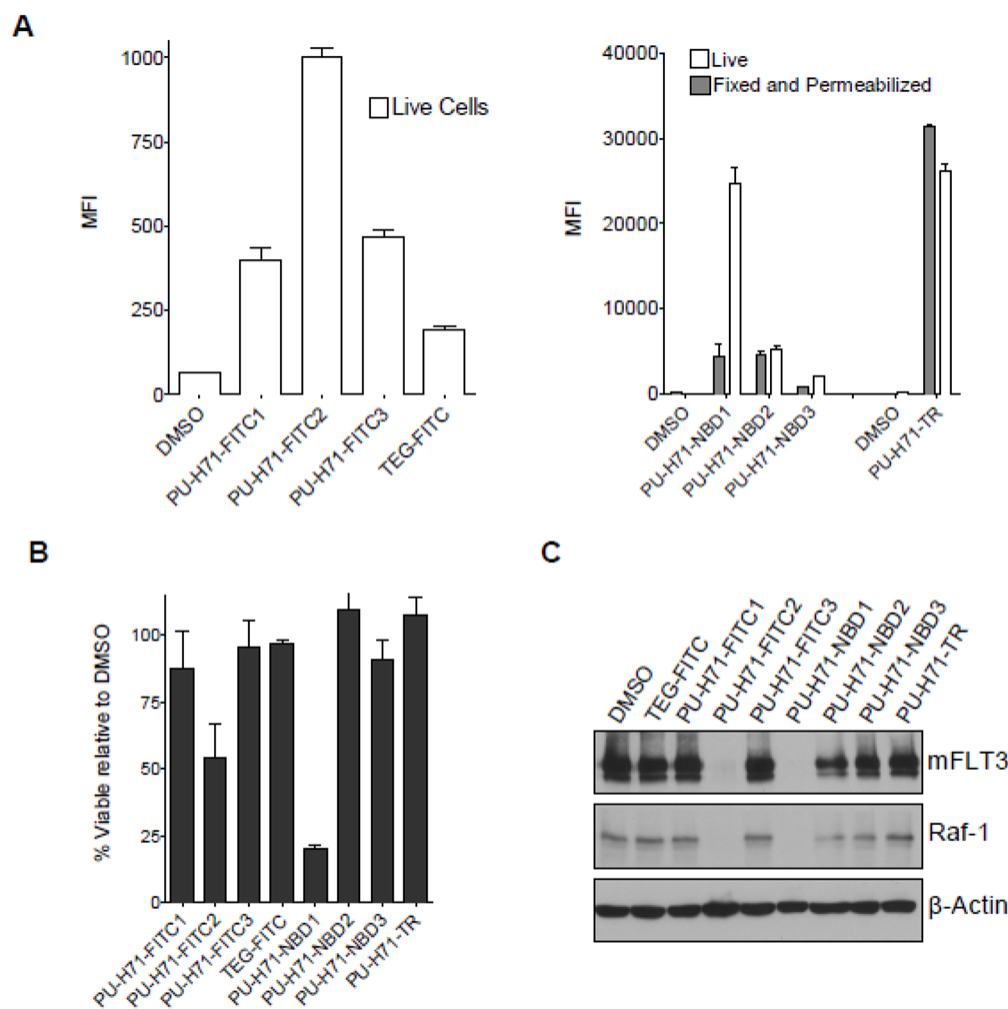 A
MFI
1000
750
500
250
0
Live Cells
DMSO
PU-H71-FITC1
PU-H71-FITC2
PU-H71-FITC3
TEG-FITC
MFI
40000
30000
20000
10000
0
Live
Fixed and Permeabilized
DMSO
PU-H71-NBD1
PU-H71-NBD2
PU-H71-NBD3
DMSO
PU-H71-TR
B
% Viable relative to DMSO
100
75
50
25
0
PU-H71-FITC1
PU-H71-FITC2
PU-H71-FITC3
TEG-FITC
PU-H71-NBD1
PU-H71-NBD2
PU-H71-NBD3
PU-H71-TR
C
DMSO
TEG-FITC
PU-H71-FITC1
PU-H71-FITC2
PU-H71-FITC3
PU-H71-NBD1
PU-H71-NBD2
PU-H71-NBD3
PU-H71-TR
mFLT3
Raf-1
β-Actin